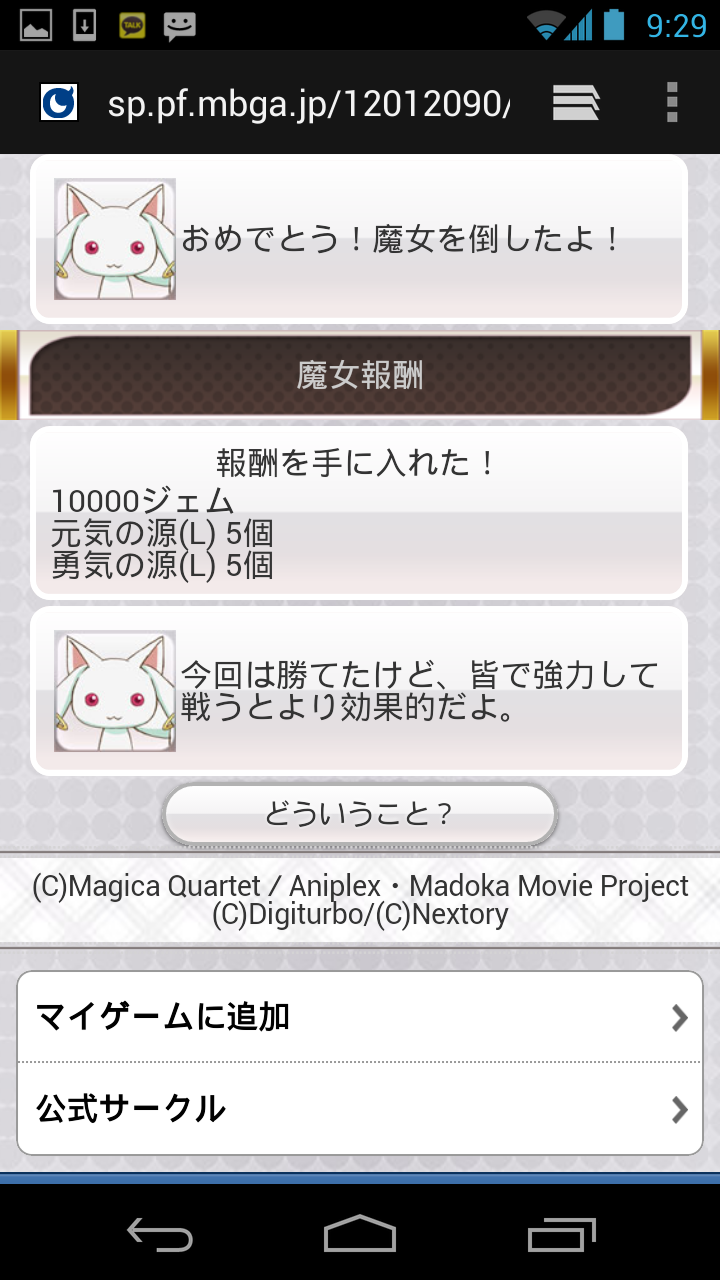 TALK
9:29
sp.pf.mbga.jp/12012090/
おめでとう！魔女を倒したよ！
魔女報酬
報酬を手に入れた！
10000ジェム
元気の源(L) 5個
勇気の源(L) 5個
今回は勝てたけど、皆で強力して
戦うとより効果的だよ。
どういうこと？
(C)Magica Quartet / Aniplex・Madoka Movie Project
(C)Digiturbo/(C)Nextory
マイゲームに追加
公式サークル